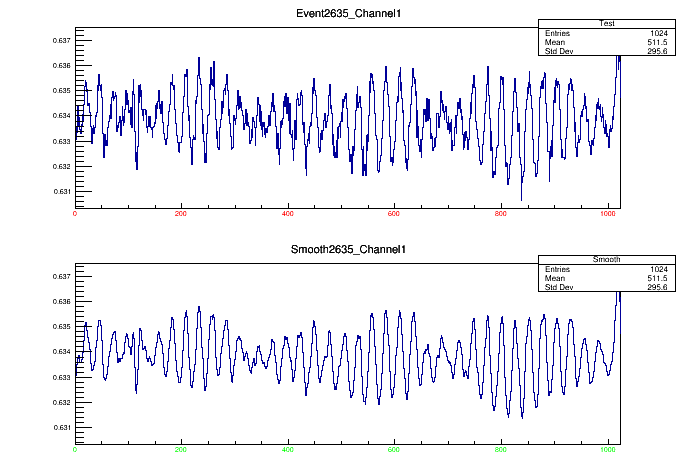 Event2635_Channel1
Test
Entries 1024
Mean 511.5
Std Dev 295.6
0.637
0.636
0.635
0.634
0.633
0.632
0.631
0 200 400 600 800 1000
Smooth2635_Channel1
Smooth
Entries 1024
Mean 511.5
Std Dev 295.6
0.637
0.636
0.635
0.634
0.633
0.632
0.631
0 200 400 600 800 1000